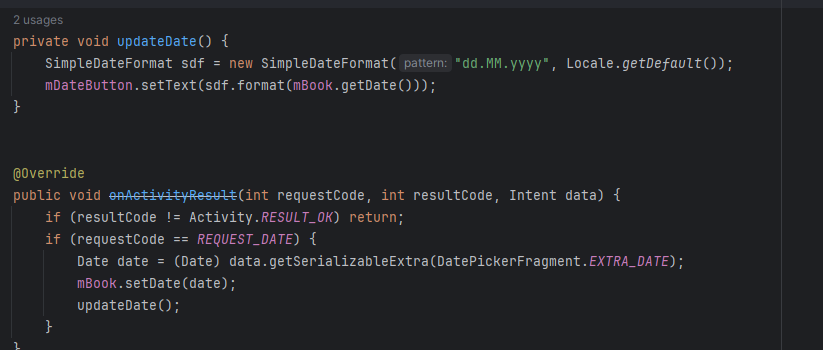 2 usages
private void updateDate() {
SimpleDateFormat sdf = new SimpleDateFormat( pattern: "dd.MM.yyyy", Locale.getDefault());
mDateButton.setText(sdf.format(mBook.getDate()));
}
@Override
public void onActivityResult(int requestCode, int resultCode, Intent data) {
if (resultCode != Activity.RESULT_OK) return;
if (requestCode == REQUEST_DATE) {
Date date = (Date) data.getSerializableExtra(DatePickerFragment.EXTRA_DATE);
mBook.setDate(date);
updateDate();
}
}